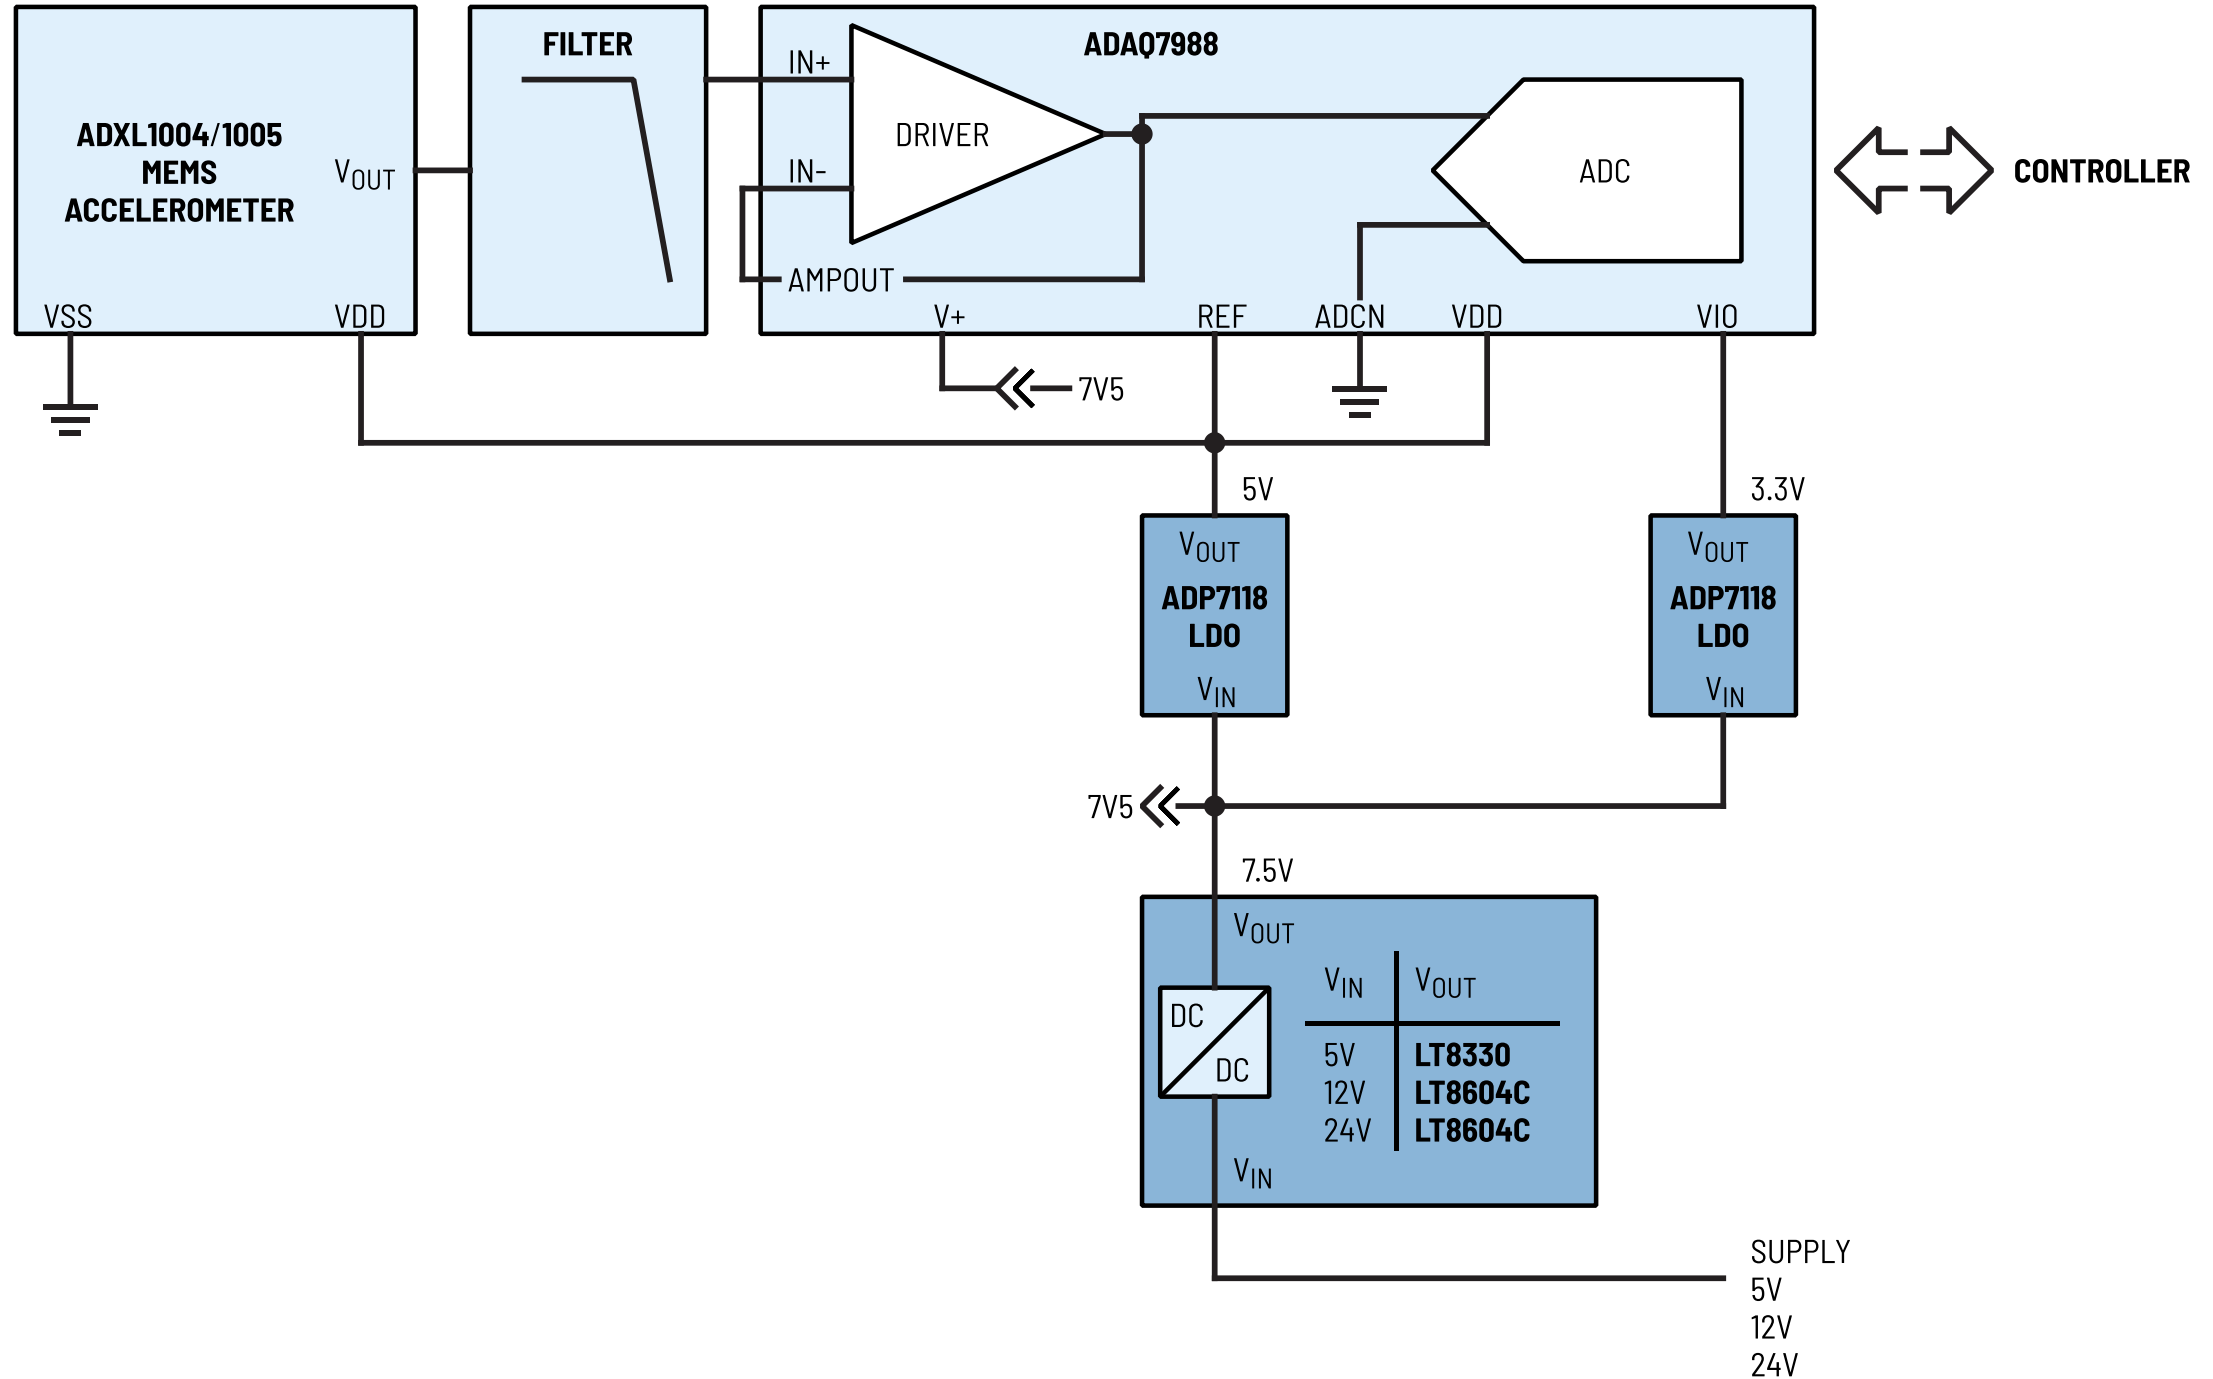 ADXL1004/1005
MEMS
ACCELEROMETER
VOUT
VSS
VDD
FILTER
ADAQ7988
IN+
DRIVER
IN-
AMPOUT
ADC
V+
REF
ADCN
VDD
VIO
CONTROLLER
7V5
5V
3.3V
VOUT
ADP7118
LDO
VIN
VOUT
ADP7118
LDO
VIN
7V5
7.5V
VOUT
DC
DC
VIN
VIN VOUT
5V LT8330
12V LT8604C
24V LT8604C
SUPPLY
5V
12V
24V